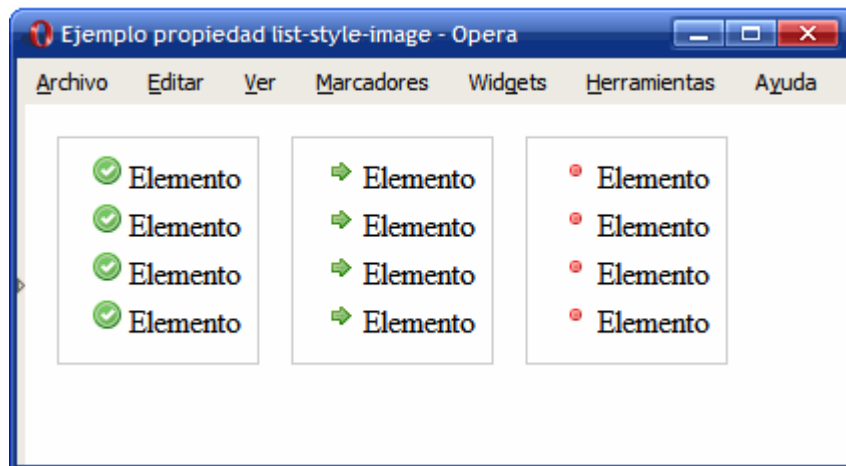 Ejemplo propiedad list-style-image - Opera
Archivo Editar Ver Marcadores Widgets Herramientas Ayuda
Elemento Elemento Elemento
Elemento Elemento Elemento
Elemento Elemento Elemento
Elemento Elemento Elemento